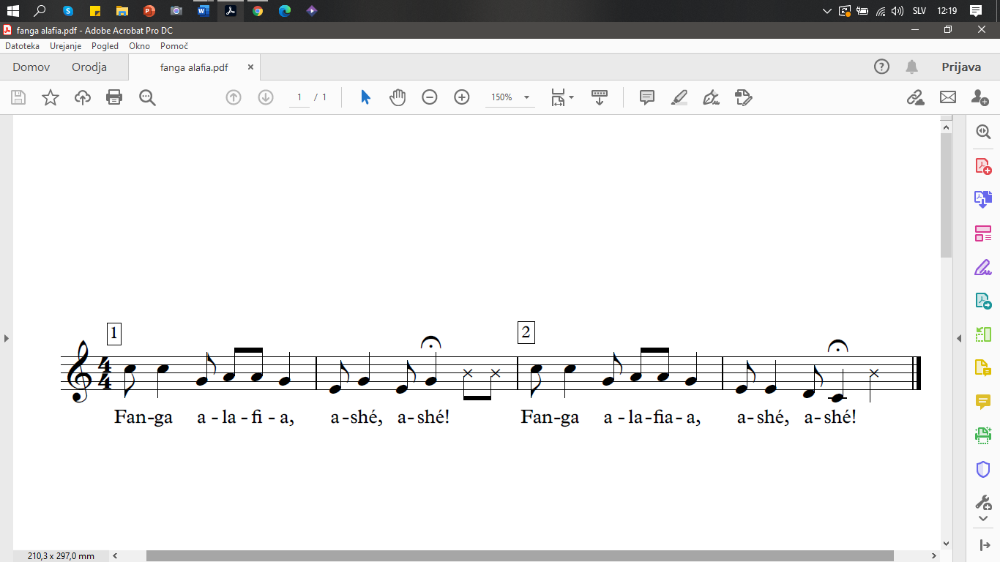 SLV 12:19
fanga alafia.pdf - Adobe Acrobat Pro DC
Datoteka Urejanje Pogled Okno Pomoč
Domov Orodja fanga alafia.pdf × Prijava
1 / 1 150%
1 2
4
4
Fan-ga a - la - fi - a, a-shé, a-shé! Fan-ga a - la-fia- a, a- shé, a- shé!
210,3 x 297,0 mm